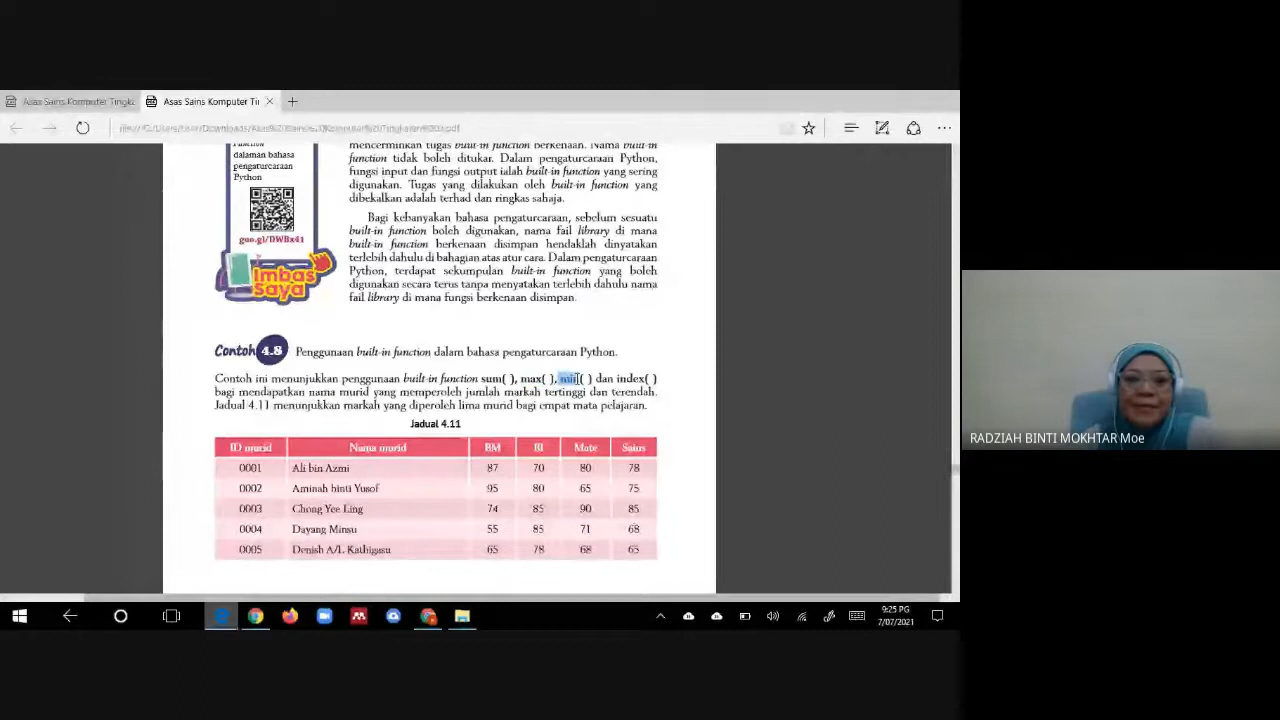 Asas Sains Komputer Tingka
Asas Sains Komputer Tin
function
dalaman bahasa
pengaturcaraan
Python
goo.gl/DWBx41
Imbas
Saya
mencerminkan tugas built-in function berkenaan. Nama built-in
function tidak boleh ditukar. Dalam pengaturcaraan Python,
fungsi input dan fungsi output ialah built-in function yang sering
digunakan. Tugas yang dilakukan oleh built-in function yang
dibekalkan adalah terhad dan ringkas sahaja.
Bagi kebanyakan bahasa pengaturcaraan, sebelum sesuatu
built-in function boleh digunakan, nama fail library di mana
built-in function berkenaan disimpan hendaklah dinyatakan
terlebih dahulu di bahagian atas atur cara. Dalam pengaturcaraan
Python, terdapat sekumpulan built-in function yang boleh
digunakan secara terus tanpa menyatakan terlebih dahulu nama
fail library di mana fungsi berkenaan disimpan.
Contoh 4.8 Penggunaan built-in function dalam bahasa pengaturcaraan Python.
Contoh ini menunjukkan penggunaan built-in function sum( ), max( ), min( ) dan index( )
bagi mendapatkan nama murid yang memperoleh jumlah markah tertinggi dan terendah.
Jadual 4.11 menunjukkan markah yang diperoleh lima murid bagi empat mata pelajaran.
Jadual 4.11
ID murid Nama murid BM BI Mate Sains
0001 Ali bin Azmi 87 70 80 78
0002 Aminah binti Yusof 95 80 65 75
0003 Chong Yee Ling 74 85 90 85
0004 Dayang Minsu 55 85 71 68
0005 Denish A/L Kathigasu 65 78 68 65
RADZIAH BINTI MOKHTAR Moe
9:25 PG
7/07/2021